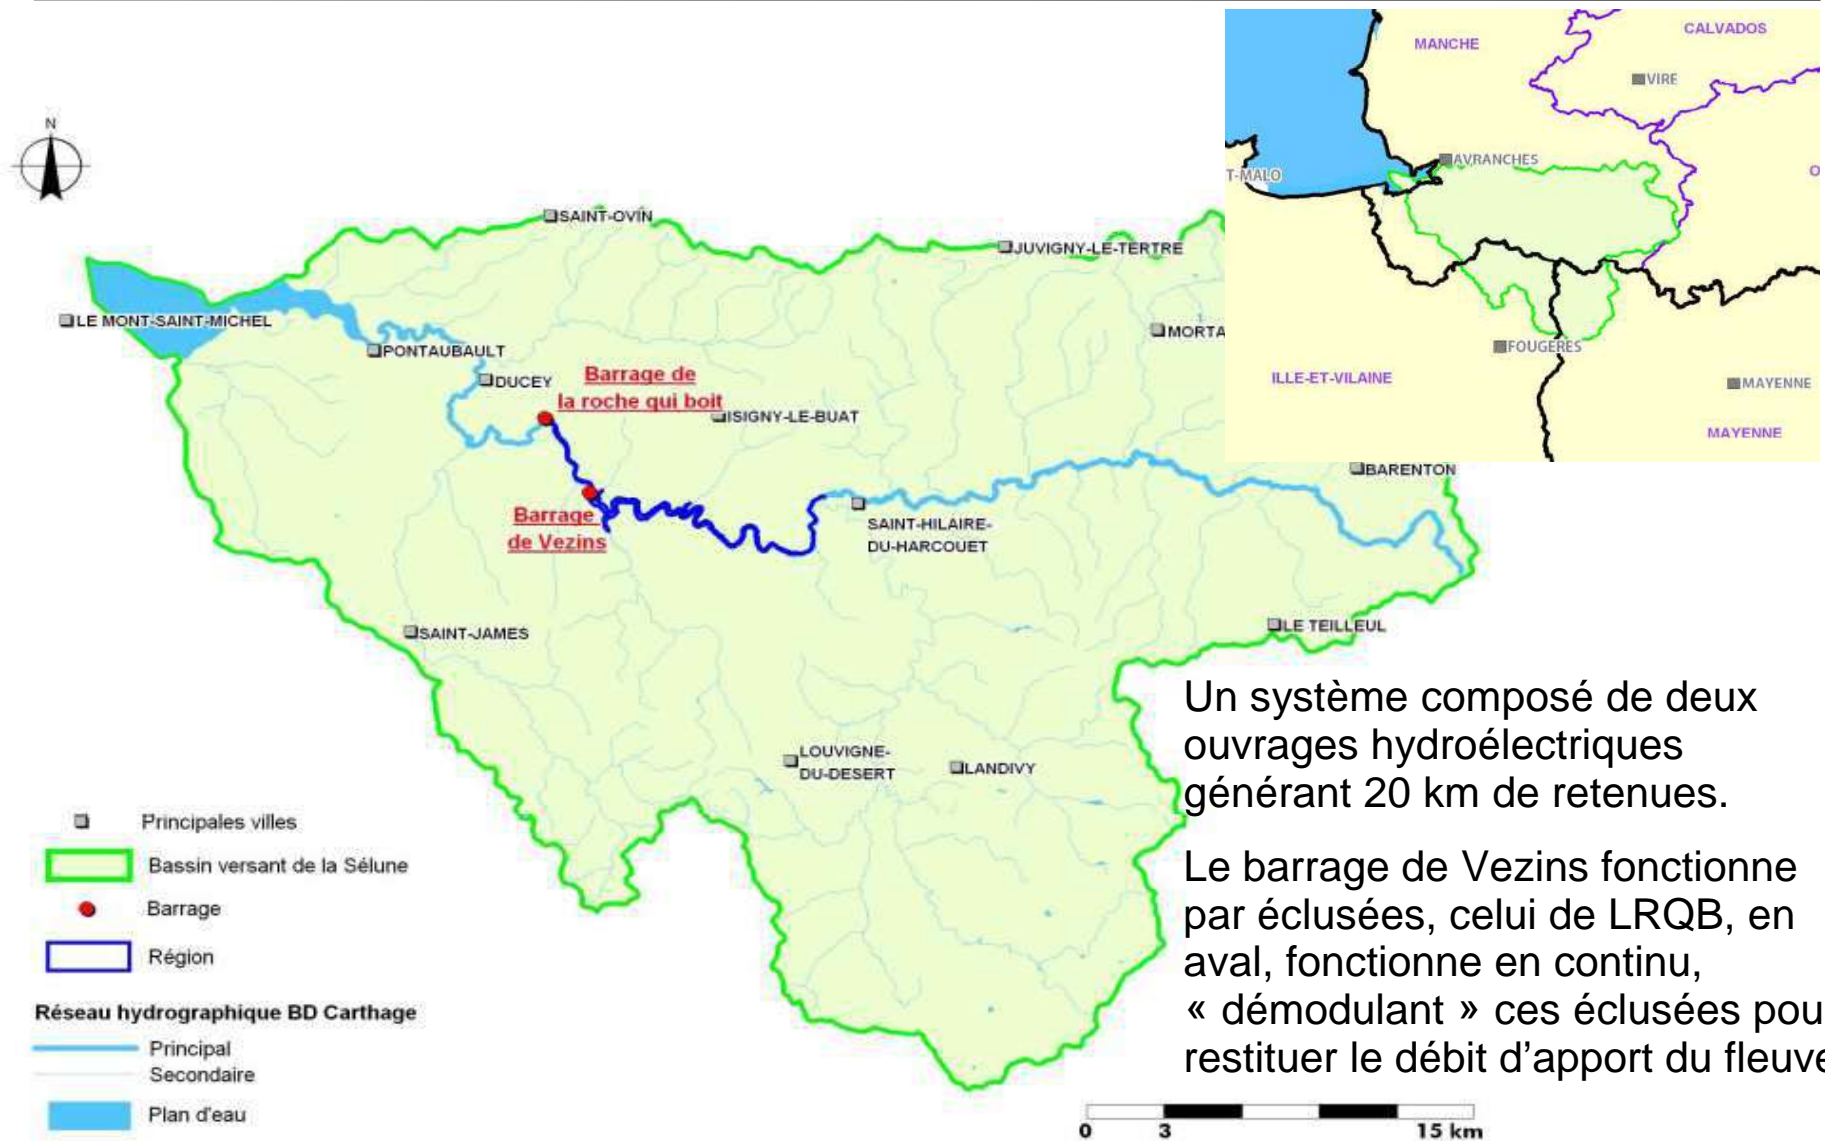 MANCHE
CALVADOS
VIRE
AVRANCHES
T-MALO
FOUGERES
ILLE-ET-VILAINE
MAYENNE
MAYENNE
N
SAINT-OVIN
JUVIGNY-LE-TERTRE
LE MONT-SAINT-MICHEL
MORTA
PONTAUBAULT
DUCEY
Barrage de
la roche qui boit
ISIGNY-LE-BUAT
BARENTON
Barrage
de Vezins
SAINT-HILAIRE-
DU-HARCOUET
SAINT-JAMES
LE TEILLEUL
LOUVIGNE-
DU-DESERT
LANDIVY
Un système composé de deux
ouvrages hydroélectriques
générant 20 km de retenues.
Le barrage de Vezins fonctionne
par éclusées, celui de LRQB, en
aval, fonctionne en continu,
« démodulant » ces éclusées pou
restituer le débit d’apport du fleuve
Principales villes
Bassin versant de la Sélune
Barrage
Région
Réseau hydrographique BD Carthage
Principal
Secondaire
Plan d'eau
0 3 15 km